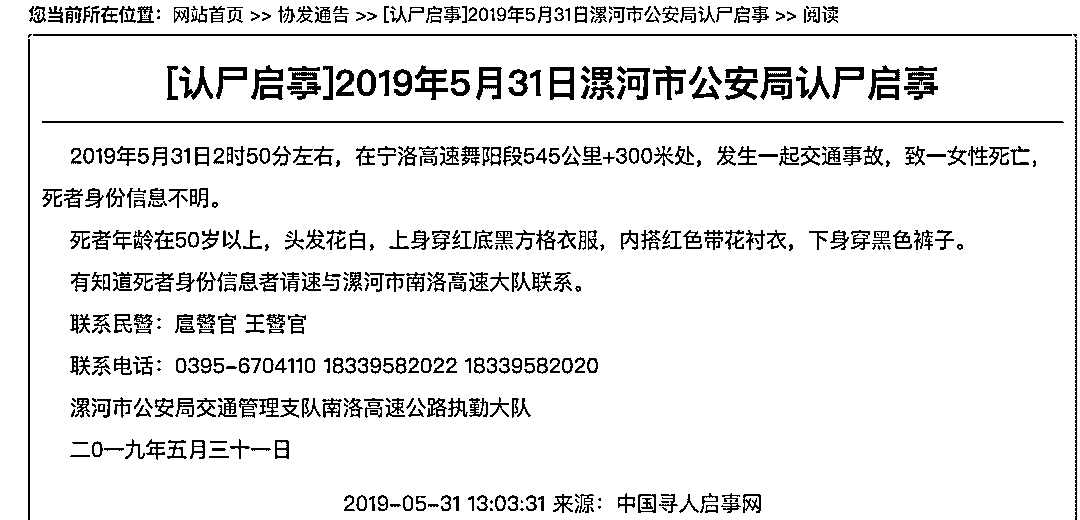 您当前所在位置：网站首页 >> 协发通告 >> [认尸启事]2019年5月31日漯河市公安局认尸启事 >> 阅读
[认尸启事]2019年5月31日漯河市公安局认尸启事
2019年5月31日2时50分左右，在宁洛高速舞阳段545公里+300米处，发生一起交通事故，致一女性死亡，
死者身份信息不明。
死者年龄在50岁以上，头发花白，上身穿红底黑方格衣服，内搭红色带花衬衣，下身穿黑色裤子。
有知道死者身份信息者请速与漯河市南洛高速大队联系。
联系民警：扈警官 王警官
联系电话：0395-6704110 18339582022 18339582020
漯河市公安局交通管理支队南洛高速公路执勤大队
二0一九年五月三十一日
2019-05-31 13:03:31 来源：中国寻人启事网